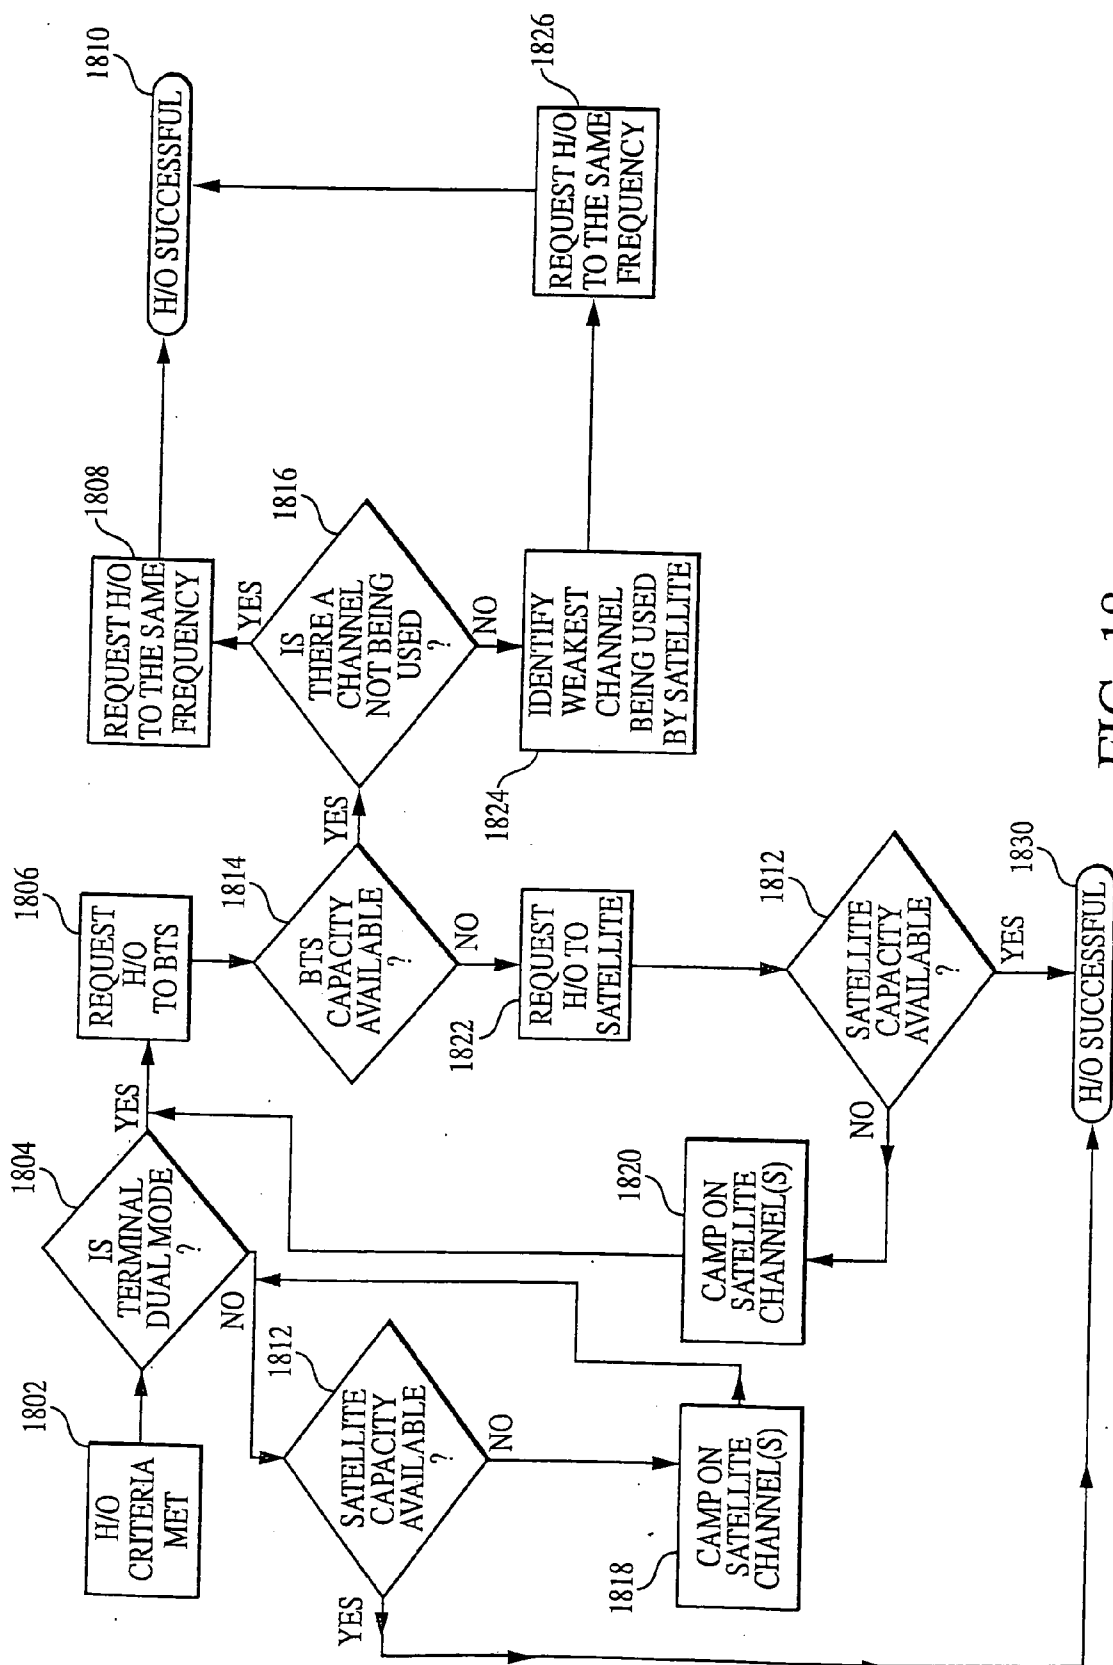 1802
H/O
CRITERIA
MET
1804
IS
TERMINAL
DUAL MODE
?
YES
NO
1806
REQUEST
H/O
TO BTS
1808
REQUEST H/O
TO THE SAME
FREQUENCY
1810
H/O SUCCESSFUL
1812
SATELLITE
CAPACITY
AVAILABLE
?
YES
NO
1814
BTS
CAPACITY
AVAILABLE
?
YES
NO
1816
IS
THERE A
CHANNEL
NOT BEING
USED
?
YES
NO
1818
CAMP ON
SATELLITE
CHANNEL(S)
1820
CAMP ON
SATELLITE
CHANNEL(S)
1822
REQUEST
H/O TO
SATELLITE
1824
IDENTIFY
WEAKEST
CHANNEL
BEING USED
BY SATELLITE
1826
REQUEST H/O
TO THE SAME
FREQUENCY
1812
SATELLITE
CAPACITY
AVAILABLE
?
NO
YES
1830
H/O SUCCESSFUL
FIG.